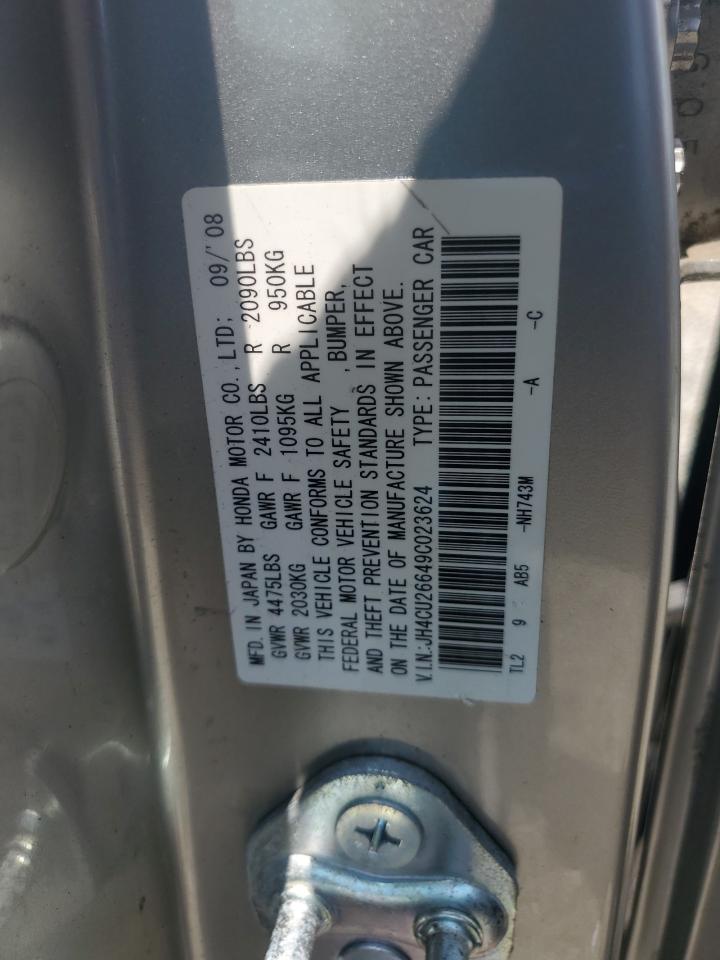 MFD. IN JAPAN BY HONDA MOTOR CO., LTD; 09/'08
GVWR 4475LBS GAWR F 2410LBS R 2090LBS
GVWR 2030KG GAWR F 1095KG R 950KG
THIS VEHICLE CONFORMS TO ALL APPLICABLE
FEDERAL MOTOR VEHICLE SAFETY , BUMPER,
AND THEFT PREVENTION STANDARDS IN EFFECT
ON THE DATE OF MANUFACTURE SHOWN ABOVE.
V.I.N.:JH4CU26649C023624 TYPE: PASSENGER CAR
TL2 9 AB5 -NH743M -A -C